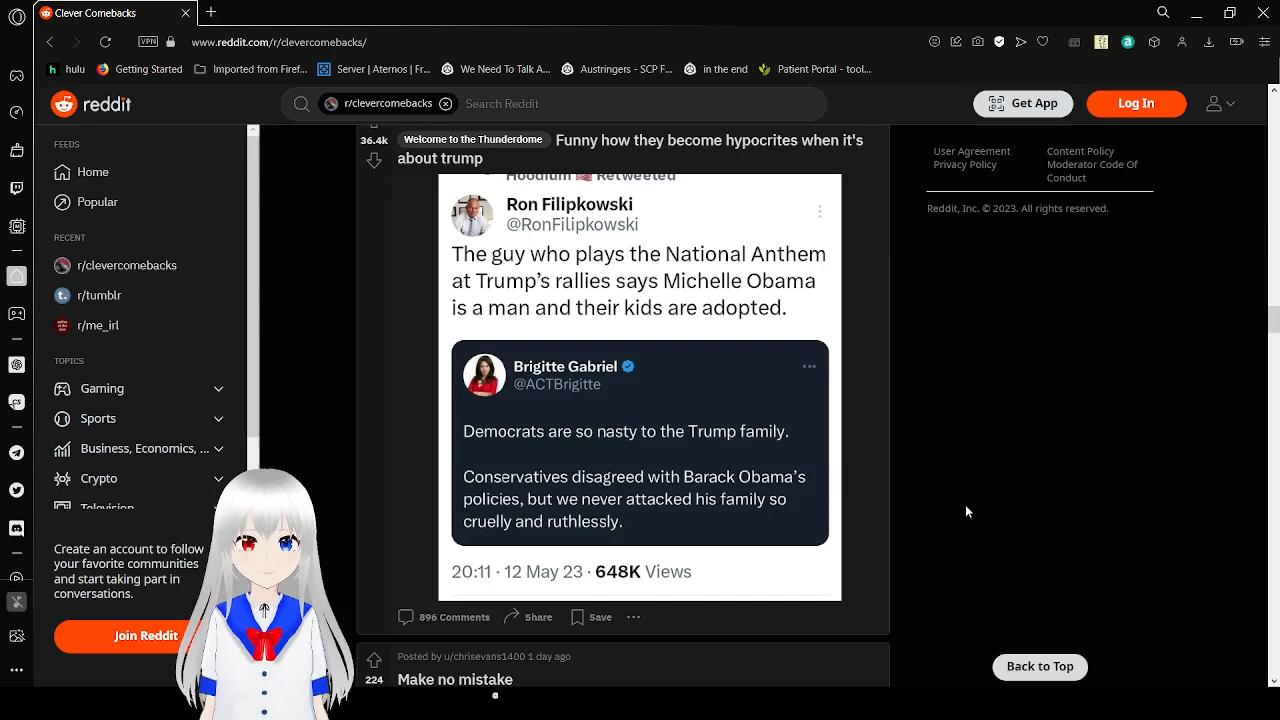 Clever Comebacks
www.reddit.com/r/clevercomebacks/
VPN
hulu
Getting Started
Imported from Firef...
Server | Aternos | Fr...
We Need To Talk A...
Austringers - SCP F...
in the end
Patient Portal - tool...
reddit
r/clevercomebacks
Search Reddit
Get App
Log In
FEEDS
Home
Popular
RECENT
r/clevercomebacks
r/tumblr
r/me_irl
TOPICS
Gaming
Sports
Business, Economics, ...
Crypto
Television
Create an account to follow
your favorite communities
and start taking part in
conversations.
Join Reddit
36.4k
Welcome to the Thunderdome Funny how they become hypocrites when it's
about trump
Hoodlum Retweeted
Ron Filipkowski
@RonFilipkowski
The guy who plays the National Anthem
at Trump's rallies says Michelle Obama
is a man and their kids are adopted.
Brigitte Gabriel
@ACTBrigitte
Democrats are so nasty to the Trump family.
Conservatives disagreed with Barack Obama's
policies, but we never attacked his family so
cruelly and ruthlessly.
20:11 · 12 May 23 · 648K Views
896 Comments Share Save
Posted by u/chrisevans1400 1 day ago
224
Make no mistake
User Agreement
Privacy Policy
Content Policy
Moderator Code Of
Conduct
Reddit, Inc. © 2023. All rights reserved.
Back to Top